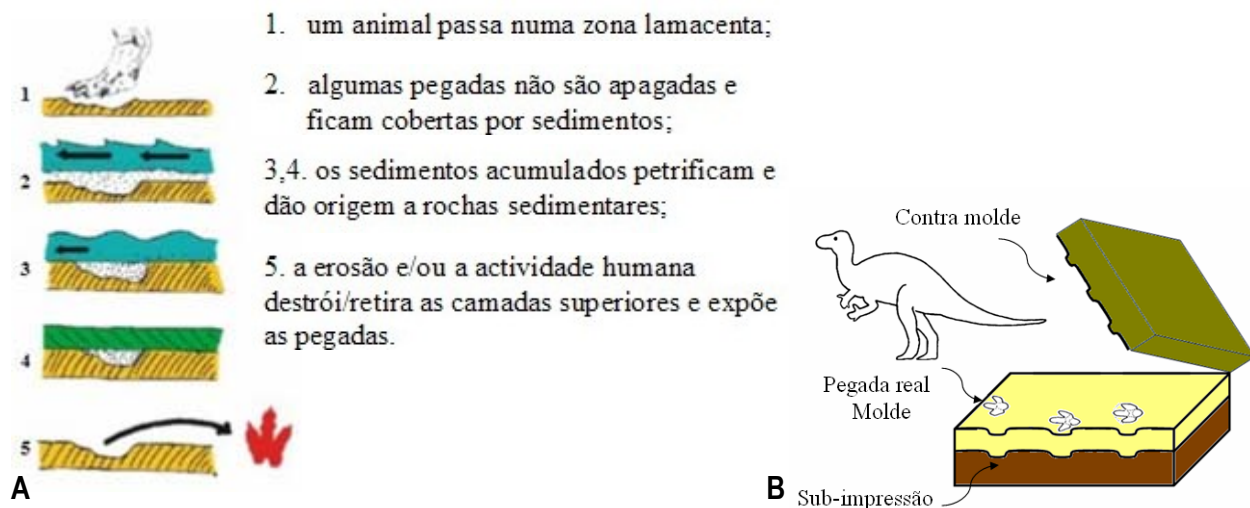 1. um animal passa numa zona lamacenta;
2. algumas pegadas não são apagadas e
ficam cobertas por sedimentos;
3,4. os sedimentos acumulados petrificam e
dão origem a rochas sedimentares;
5. a erosão e/ou a actividade humana
destrói/retira as camadas superiores e expõe
as pegadas.
1
2
3
4
5
A
Contra molde
Pegada real
Molde
Sub-impressão
B